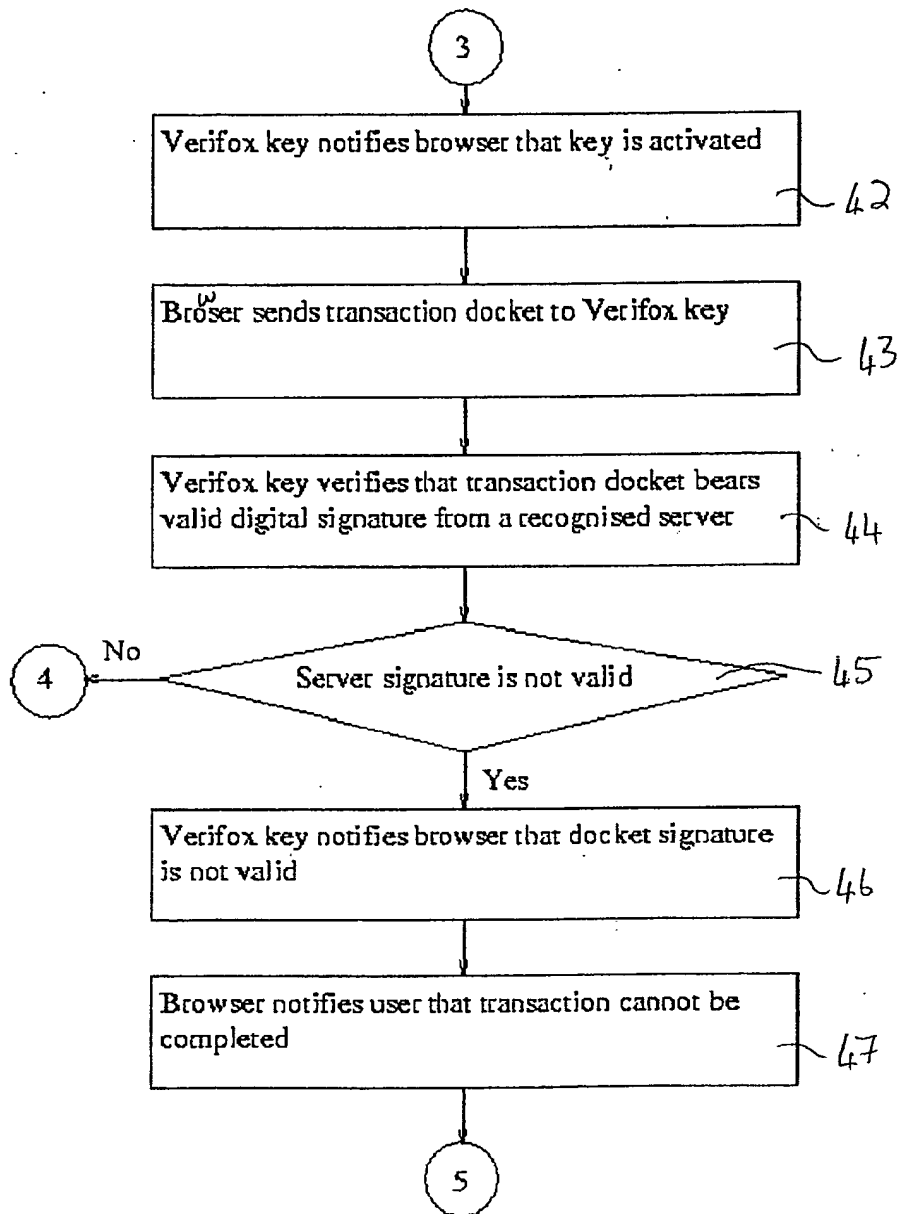 3
Verifox key notifies browser that key is activated
42
Browser sends transaction docket to Verifox key
43
Verifox key verifies that transaction docket bears
valid digital signature from a recognised server
44
No
4
Server signature is not valid
45
Yes
Verifox key notifies browser that docket signature
is not valid
46
Browser notifies user that transaction cannot be
completed
47
5